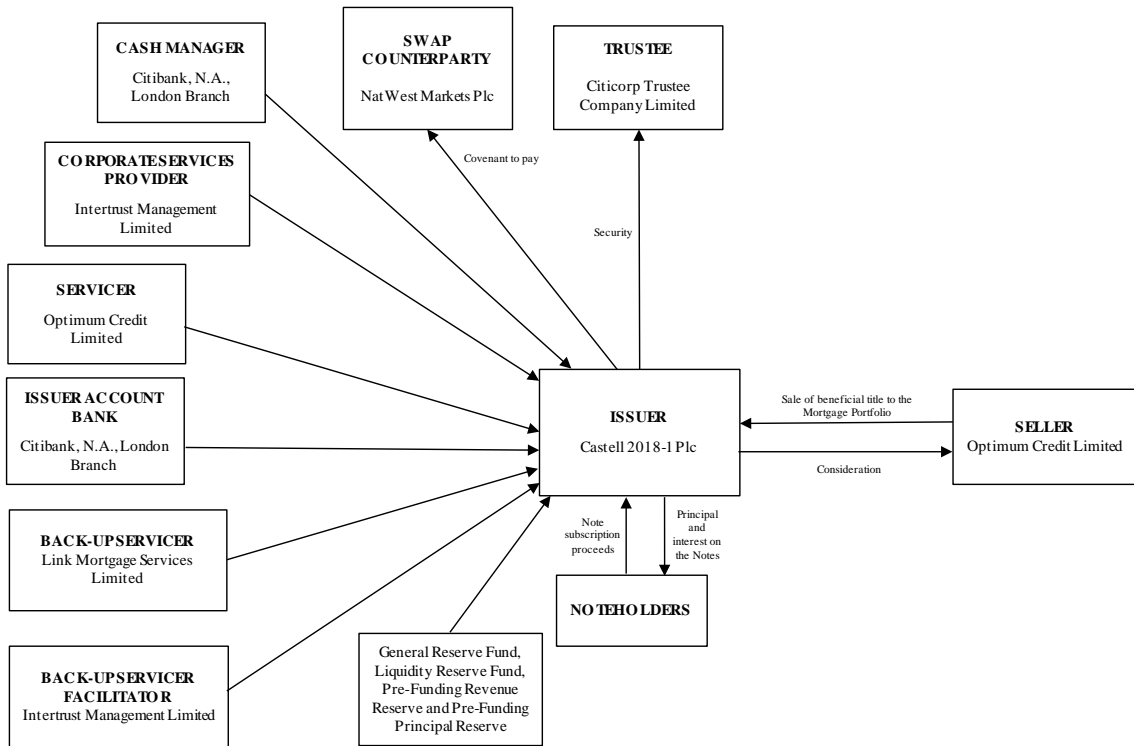 CASH MANAGER
Citibank, N.A.,
London Branch
SWAP
COUNTERPARTY
NatWest Markets Plc
TRUSTEE
Citicorp Trustee
Company Limited
Covenant to pay
CORPORATE SERVICES
PROVIDER
Intertrust Management
Limited
Security
SERVICER
Optimum Credit
Limited
ISSUER ACCOUNT
BANK
Citibank, N.A., London
Branch
ISSUER
Castell 2018-1 Plc
Sale of beneficial title to the
Mortgage Portfolio
SELLER
Optimum Credit Limited
Consideration
BACK-UP SERVICER
Link Mortgage Services
Limited
Note
subscription
proceeds
Principal
and
interest on
the Notes
NOTEHOLDERS
BACK-UP SERVICER
FACILITATOR
Intertrust Management Limited
General Reserve Fund,
Liquidity Reserve Fund,
Pre-Funding Revenue
Reserve and Pre-Funding
Principal Reserve